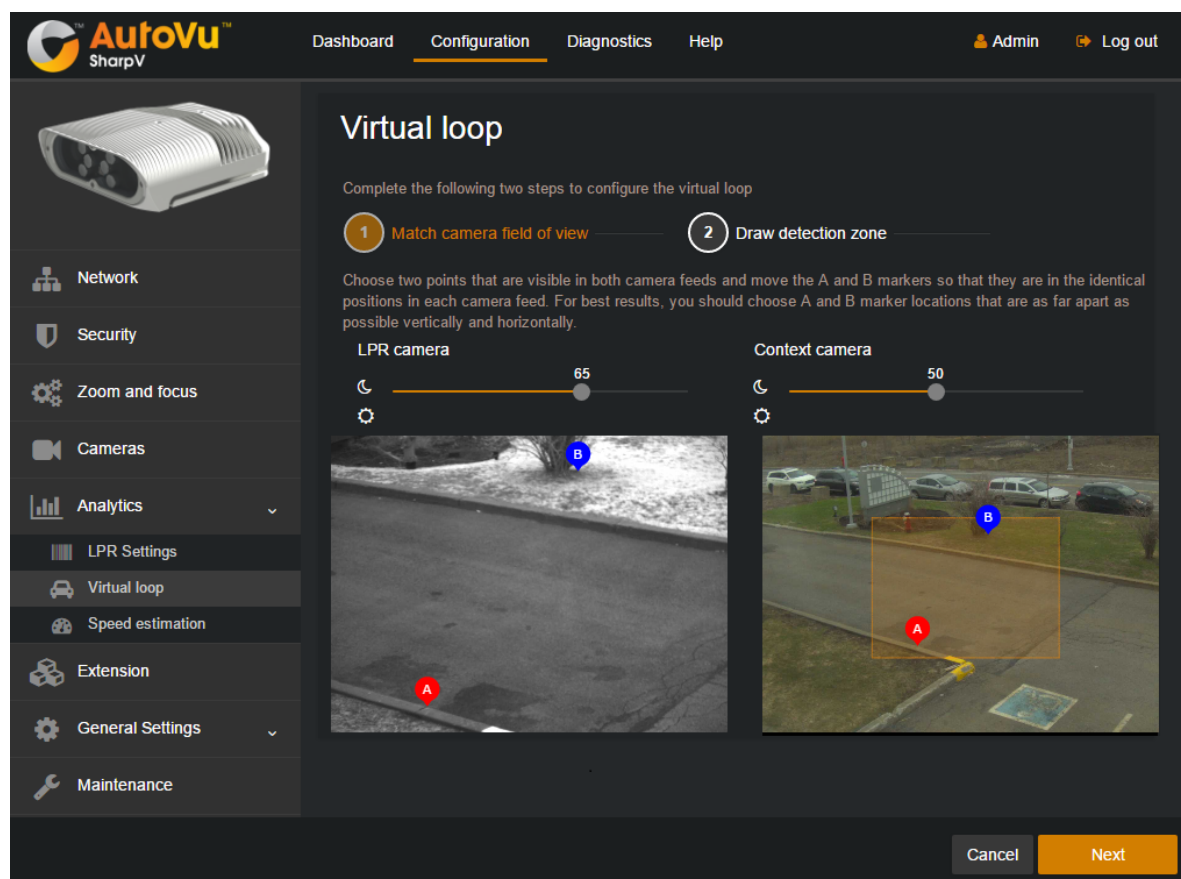 AutoVu™
SharpV
Dashboard Configuration Diagnostics Help Admin Log out
Virtual loop
Complete the following two steps to configure the virtual loop
1 Match camera field of view 2 Draw detection zone
Choose two points that are visible in both camera feeds and move the A and B markers so that they are in the identical
positions in each camera feed. For best results, you should choose A and B marker locations that are as far apart as
possible vertically and horizontally.
LPR camera
65
B
A
Context camera
50
B
A
Network
Security
Zoom and focus
Cameras
Analytics
LPR Settings
Virtual loop
Speed estimation
Extension
General Settings
Maintenance
Cancel Next